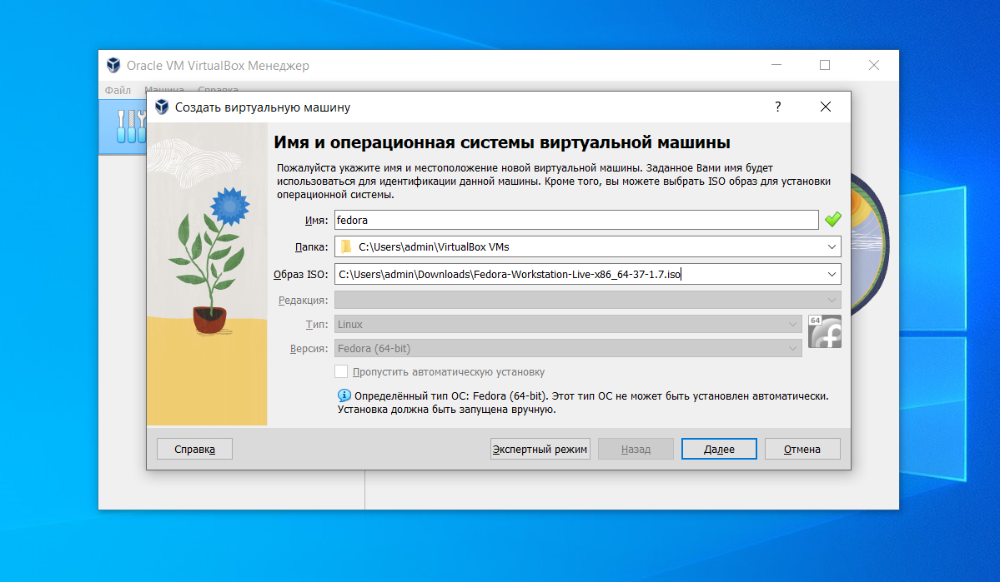 Oracle VM VirtualBox Менеджер
Файл Машина Справка
Создать виртуальную машину ?
Имя и операционная системы виртуальной машины
Пожалуйста укажите имя и местоположение новой виртуальной машины. Заданное Вами имя будет
использоваться для идентификации данной машины. Кроме того, вы можете выбрать ISO образ для установки
операционной системы.
Имя: fedora
Папка: C:\Users\admin\VirtualBox VMs
Образ ISO: C:\Users\admin\Downloads\Fedora-Workstation-Live-x86_64-37-1.7.iso
Редакция:
Тип: Linux
64
Версия: Fedora (64-bit)
Пропустить автоматическую установку
Определённый тип ОС: Fedora (64-bit). Этот тип ОС не может быть установлен автоматически.
Установка должна быть запущена вручную.
Справка Экспертный режим Назад Далее Отмена